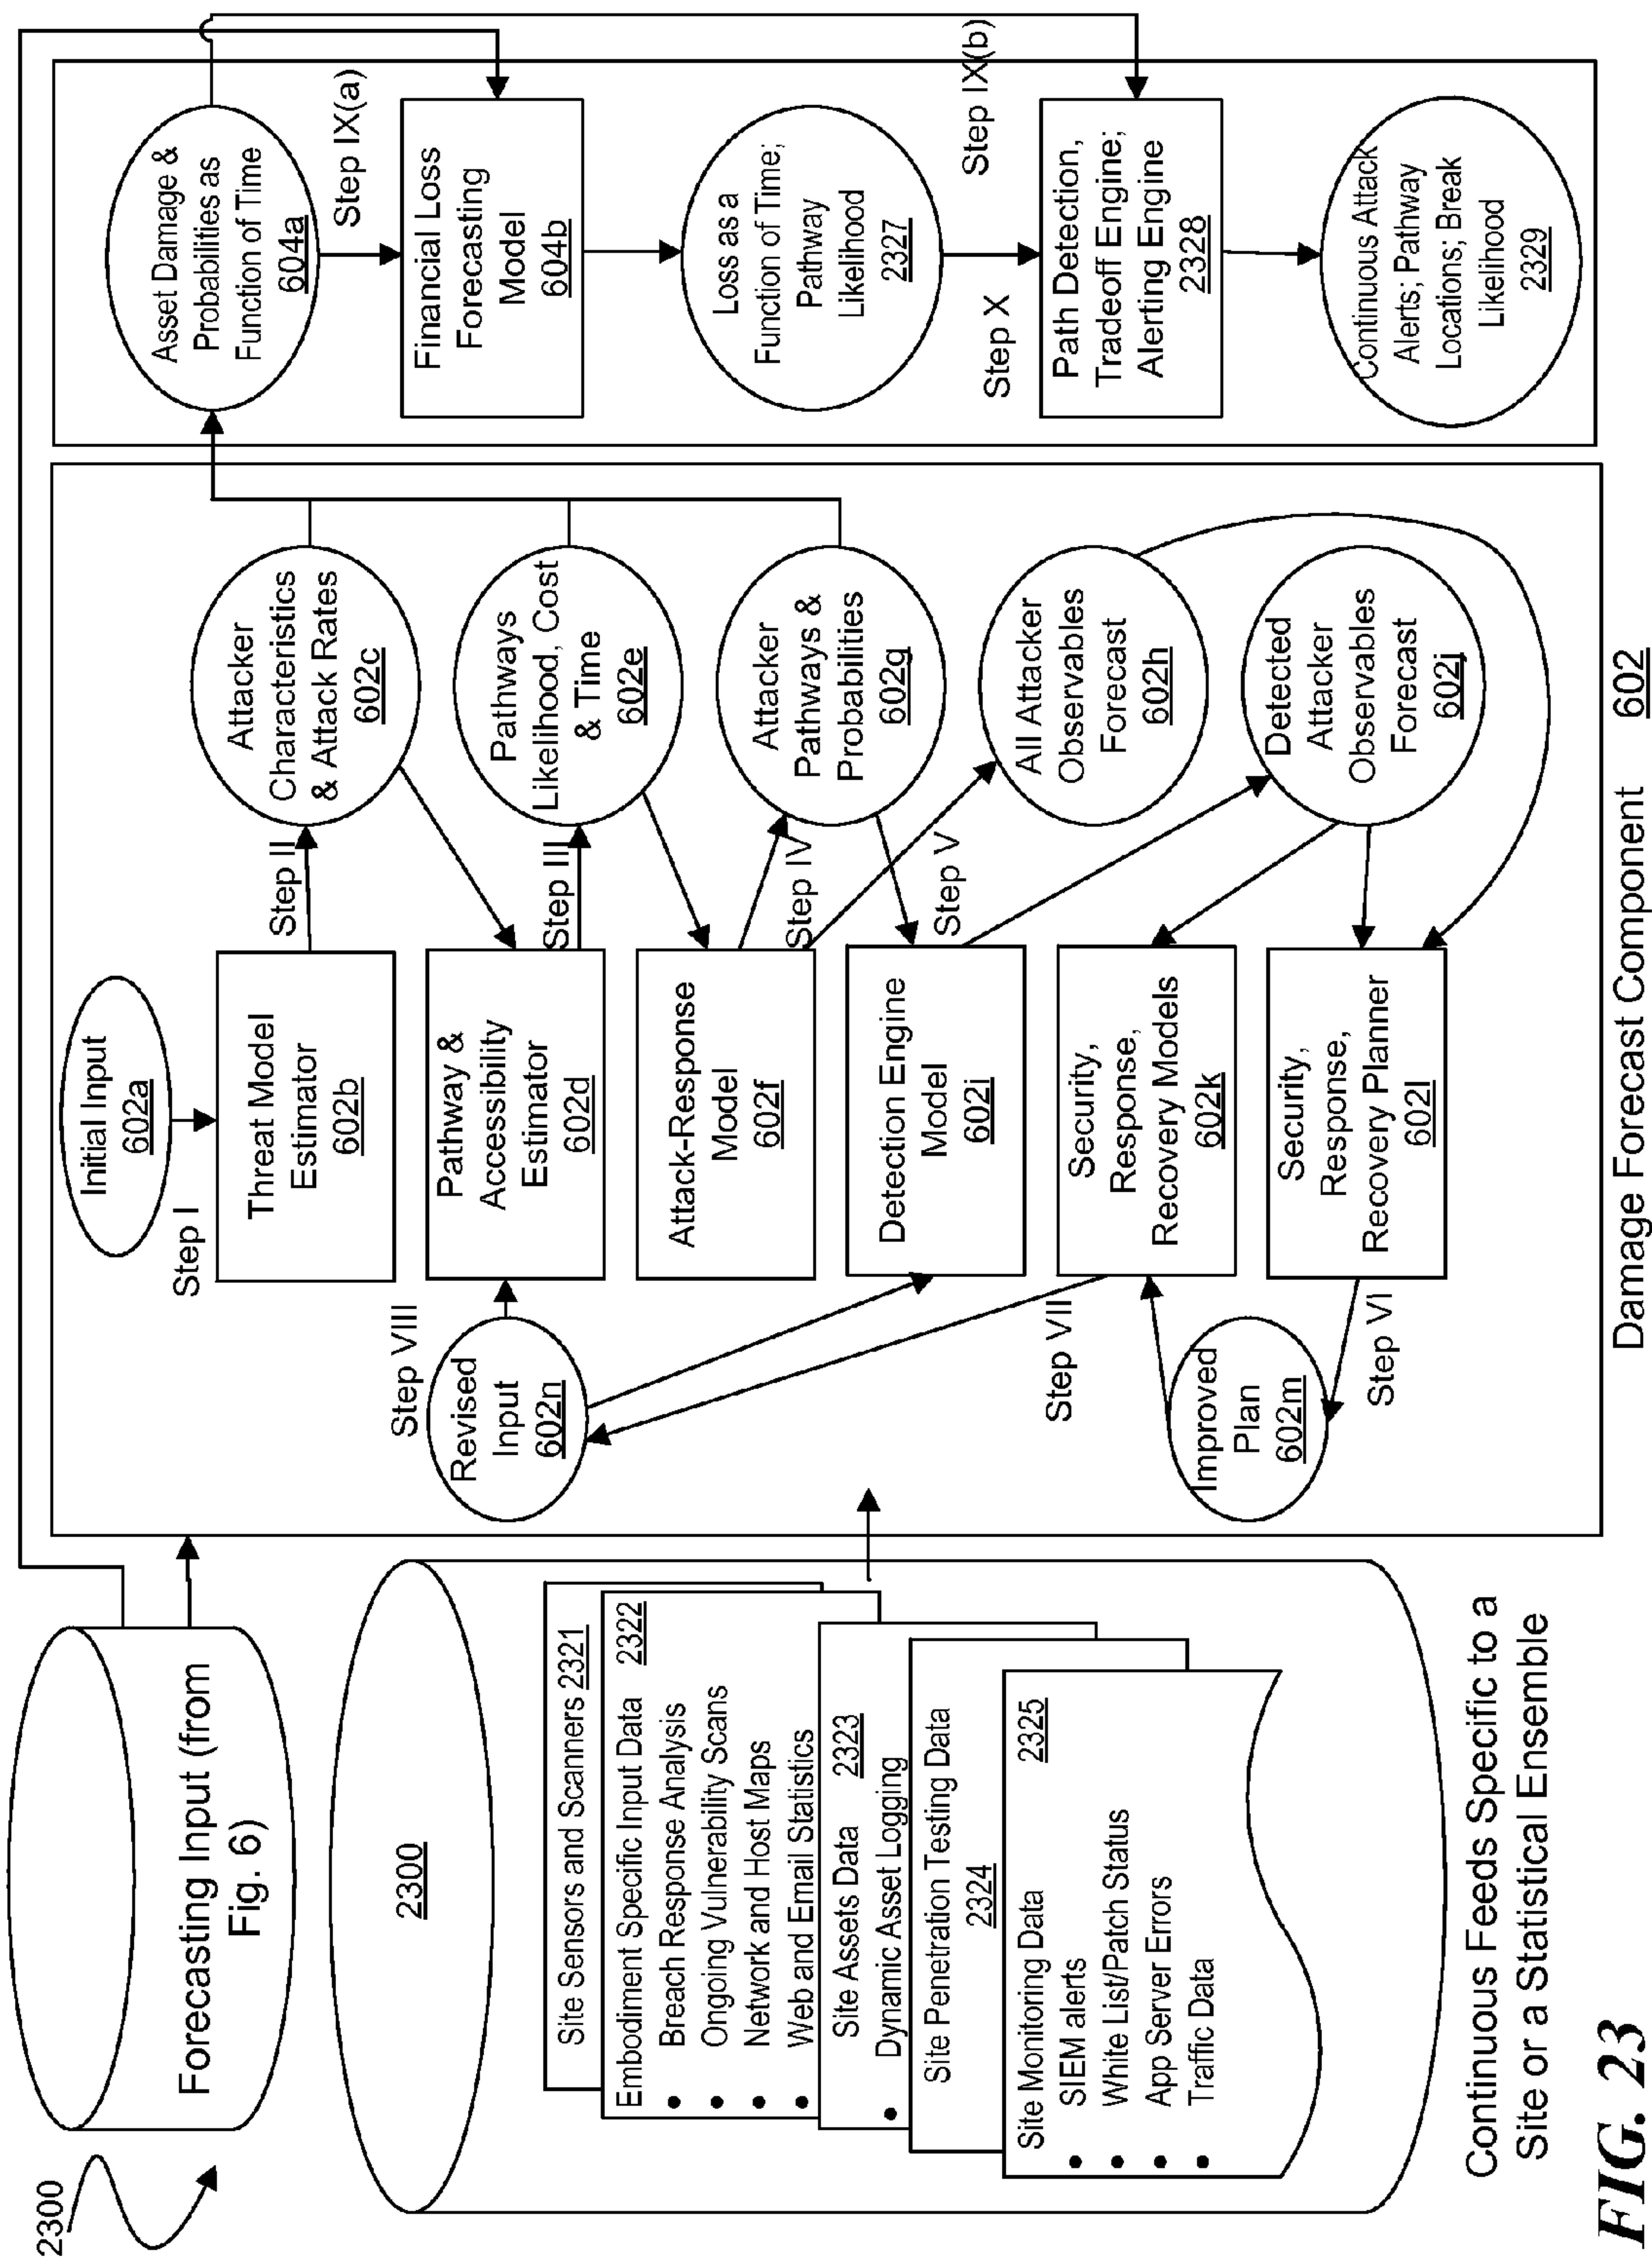 2300
Forecasting Input (from
Fig. 6)
2300
Site Sensors and Scanners 2321
Embodiment Specific Input Data 2322
• Breach Response Analysis
• Ongoing Vulnerability Scans
• Network and Host Maps
• Web and Email Statistics
Site Assets Data 2323
• Dynamic Asset Logging
Site Penetration Testing Data
2324
Site Monitoring Data 2325
• SIEM alerts
• White List/Patch Status
• App Server Errors
• Traffic Data
Continuous Feeds Specific to a
Site or a Statistical Ensemble
Initial Input
602a
Step I
Threat Model
Estimator
602b
Step II
Attacker
Characteristics
& Attack Rates
602c
Step VIII
Revised
Input
602n
Pathway &
Accessibility
Estimator
602d
Step III
Pathways
Likelihood, Cost
& Time
602e
Attack-Response
Model
602f
Step IV
Attacker
Pathways &
Probabilities
602g
Detection Engine
Model
602i
Step V
All Attacker
Observables
Forecast
602h
Step VII
Improved
Plan
602m
Security,
Response,
Recovery Models
602k
Detected
Attacker
Observables
Forecast
602j
Step VI
Security,
Response,
Recovery Planner
602l
Damage Forecast Component 602
Asset Damage &
Probabilities as
Function of Time
604a
Step IX(a)
Financial Loss
Forecasting
Model
604b
Loss as a
Function of Time;
Pathway
Likelihood
2327
Step X
Step IX(b)
Path Detection,
Tradeoff Engine;
Alerting Engine
2328
Continuous Attack
Alerts; Pathway
Locations; Break
Likelihood
2329
FIG. 23